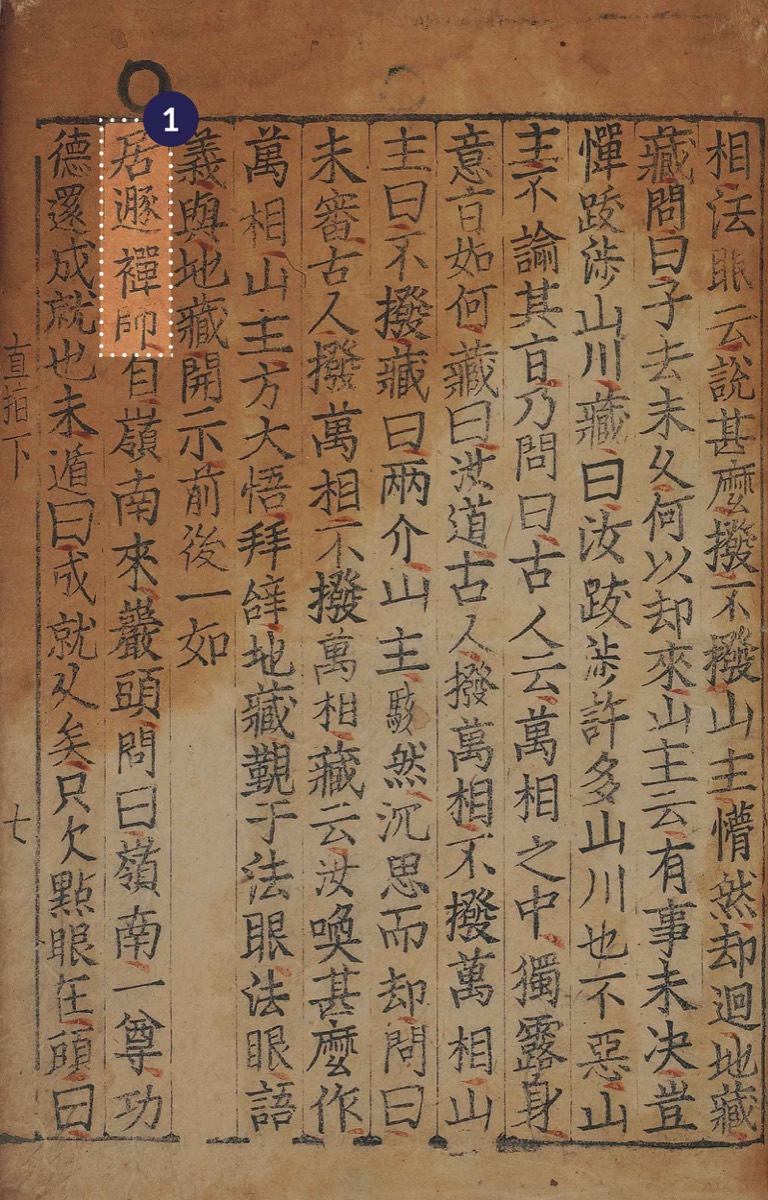 相法眼云說甚麼撥不撥山主懵然却迴地藏
藏問曰子去未久何以却來山主云有事未决豈
憚跋涉山川藏曰汝跋涉許多山川也不惡山
主不諭其旨乃問曰古人云萬相之中獨露身
意旨如何藏曰汝道古人撥萬相不撥萬相山
主曰不撥藏曰兩介山主駭然沉思而却問曰
未審古人撥萬相不撥萬相藏云汝喚甚麼作
萬相山主方大悟拜辝地藏覲于法眼法眼語
義與地藏開示前後一如
1
居遯禪師自嶺南來巖頭問曰嶺南一尊功
德還成就也未遁曰成就久矣只欠點眼在頭曰
直指下
七